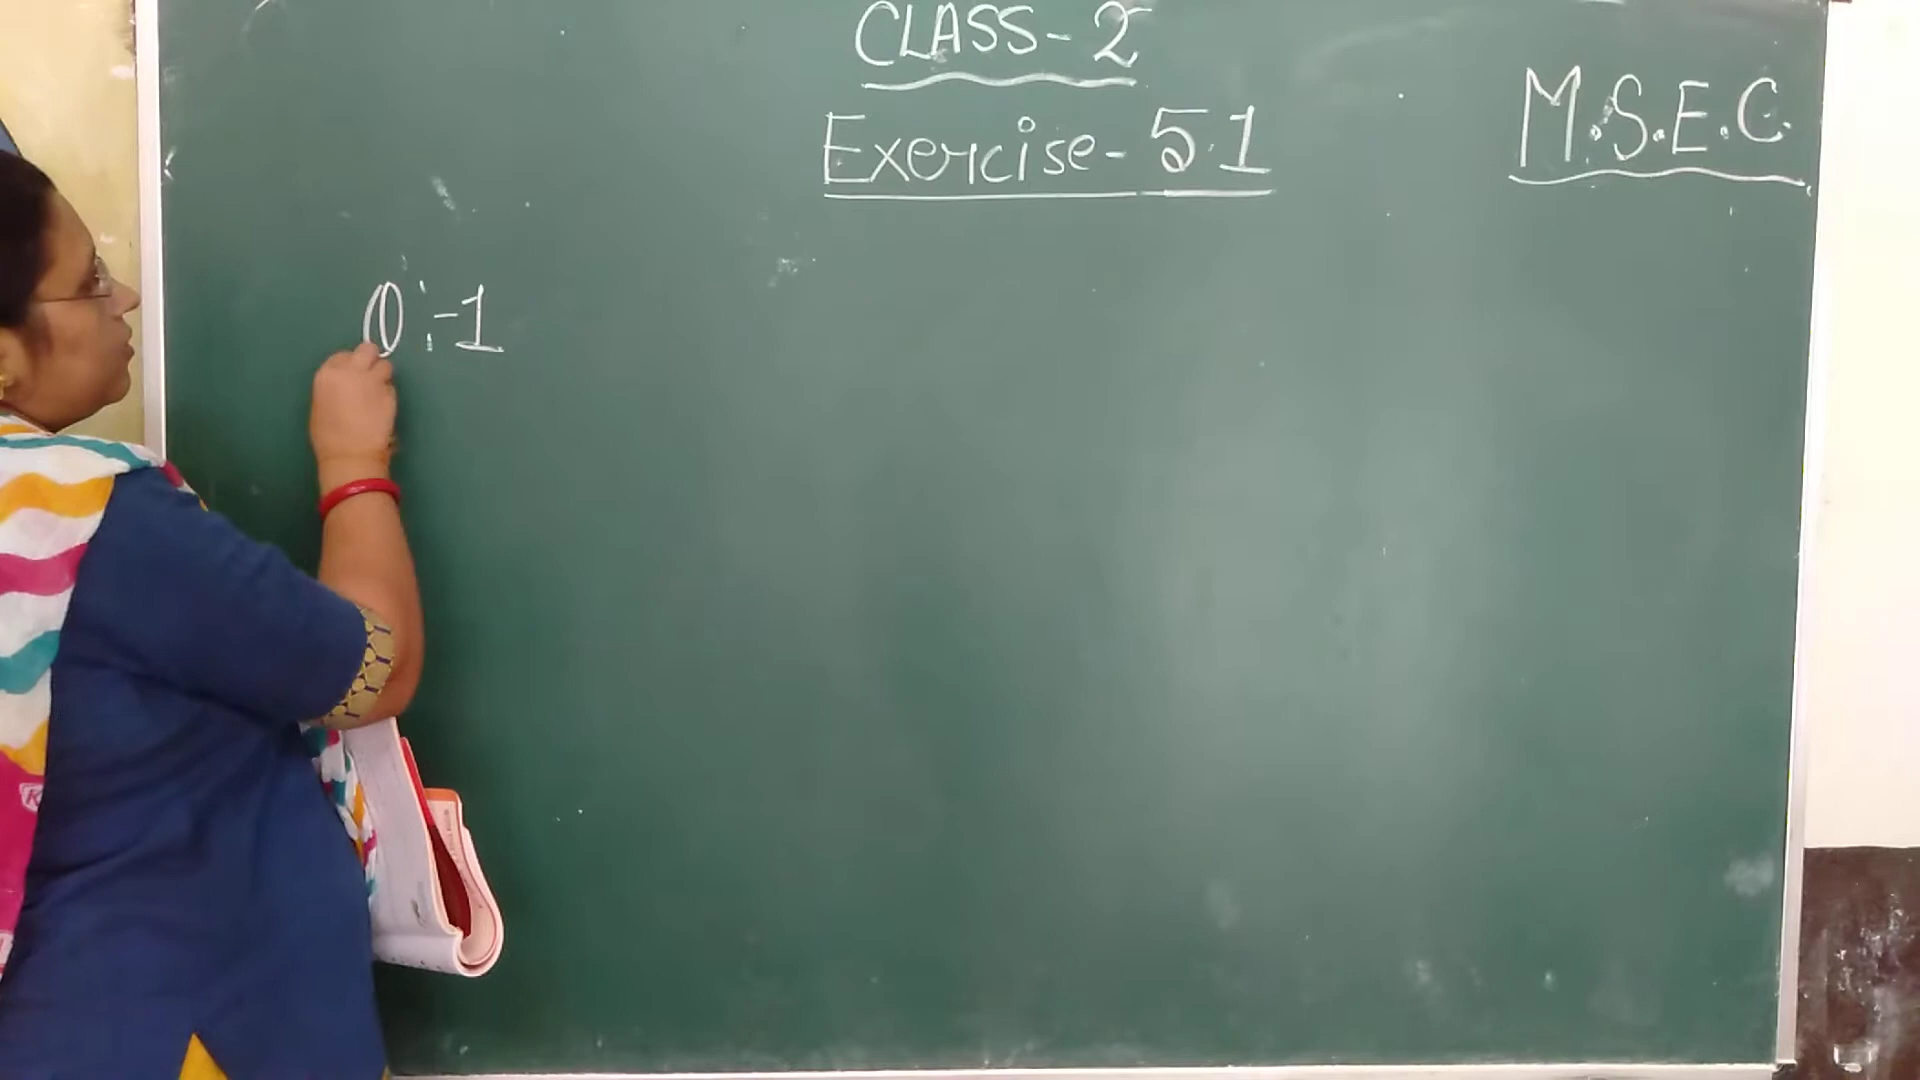 CLASS - 2
Exercise - 5.1
M.S.E.C.
Q :- 1